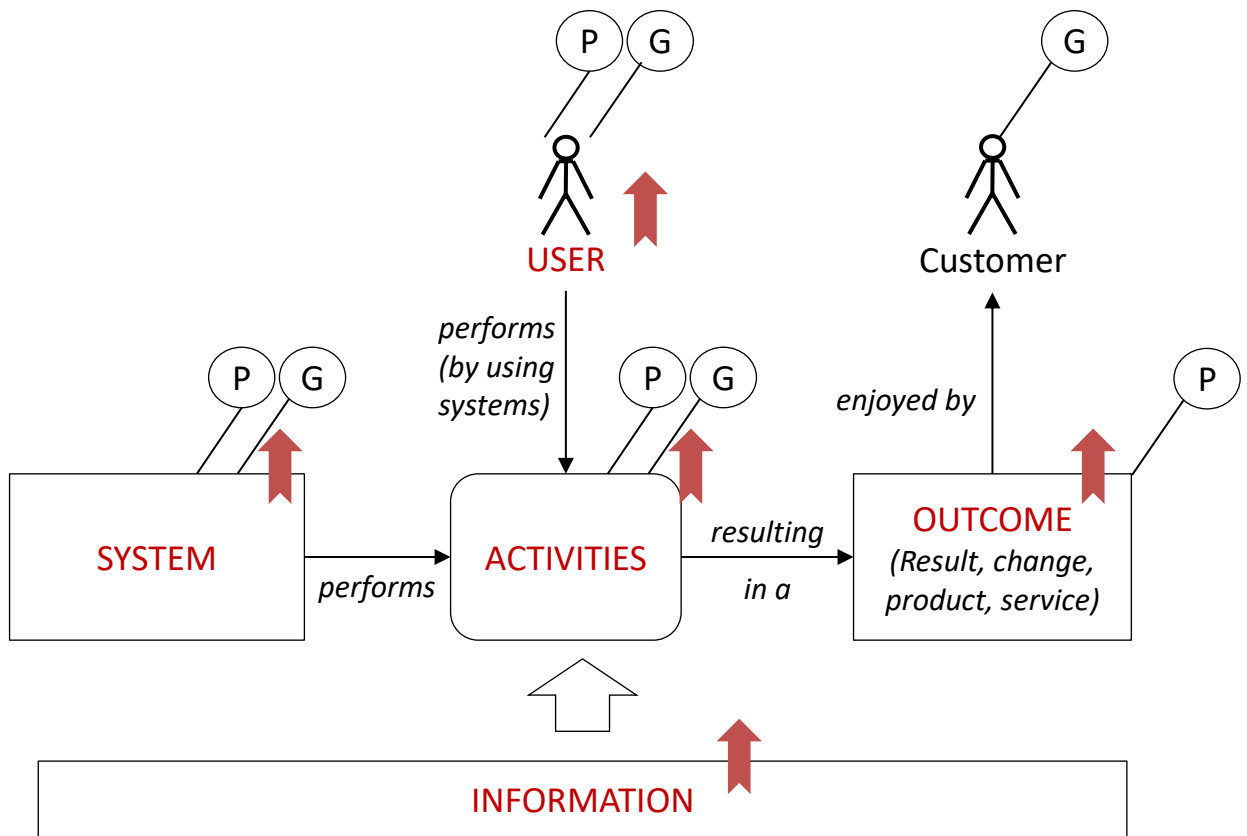 P G
G
USER
Customer
performs
(by using
systems)
P G
P G
enjoyed by
P
SYSTEM
performs
ACTIVITIES
resulting
in a
OUTCOME
(Result, change,
product, service)
INFORMATION